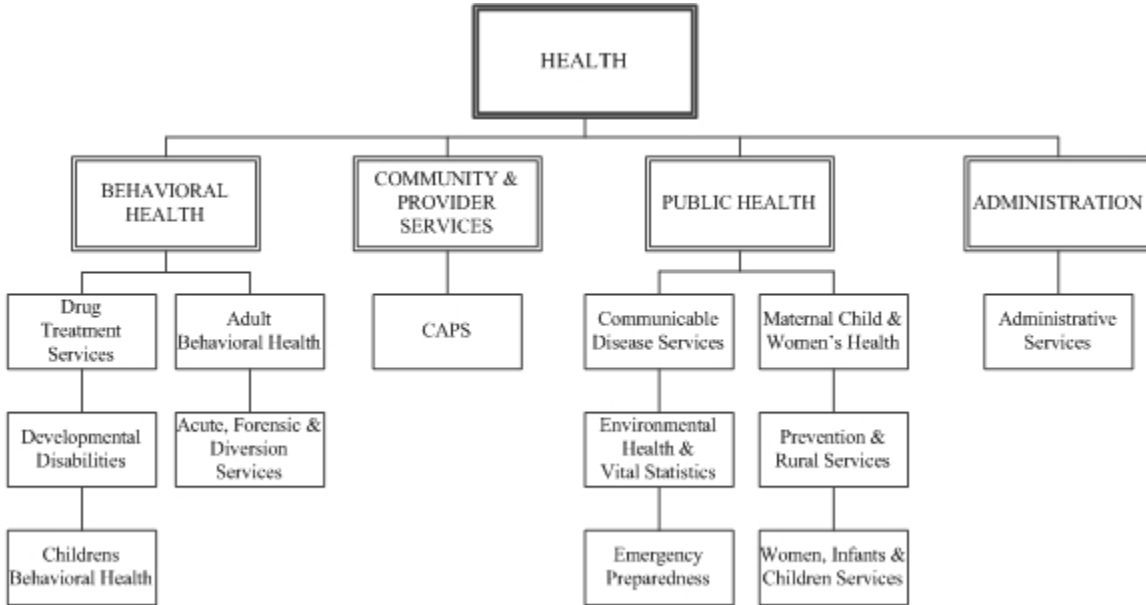 HEALTH
BEHAVIORAL
HEALTH
COMMUNITY &
PROVIDER
SERVICES
PUBLIC HEALTH
ADMINISTRATION
Drug
Treatment
Services
Adult
Behavioral Health
CAPS
Communicable
Disease Services
Maternal Child &
Women's Health
Administrative
Services
Developmental
Disabilities
Acute, Forensic &
Diversion
Services
Environmental
Health &
Vital Statistics
Prevention &
Rural Services
Childrens
Behavioral Health
Emergency
Preparedness
Women, Infants &
Children Services